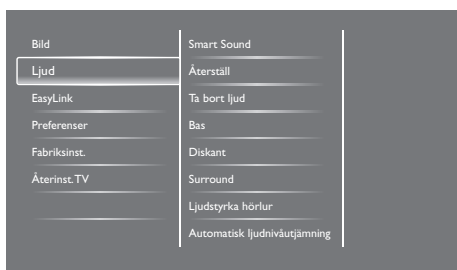 Bild
Ljud
EasyLink
Preferenser
Fabriksinst.
Återinst.TV
Smart Sound
Återställ
Ta bort ljud
Bas
Diskant
Surround
Ljudstyrka hörlur
Automatisk ljudnivåutjämning